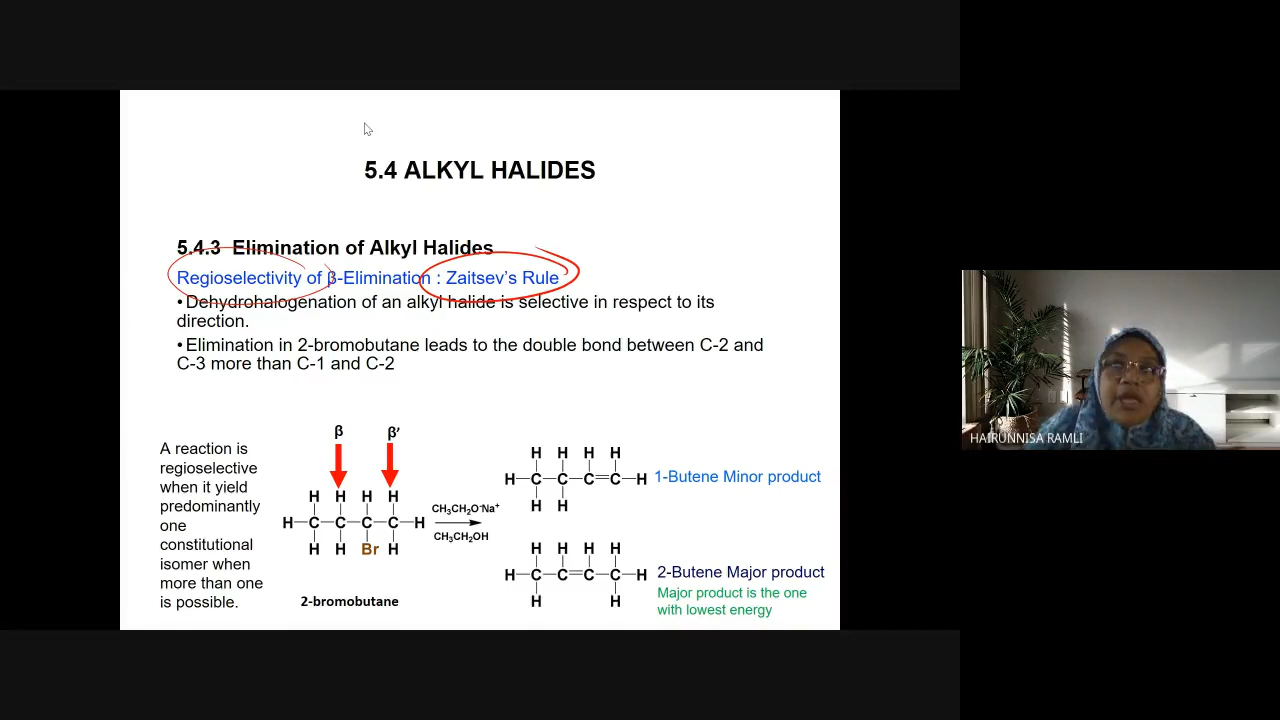 5.4 ALKYL HALIDES
5.4.3 Elimination of Alkyl Halides
Regioselectivity of β-Elimination : Zaitsev's Rule
•Dehydrohalogenation of an alkyl halide is selective in respect to its
direction.
•Elimination in 2-bromobutane leads to the double bond between C-2 and
C-3 more than C-1 and C-2
A reaction is
regioselective
when it yield
predominantly
one
constitutional
isomer when
more than one
is possible.
β β'
H H H H
H-C-C-C-C-H
H H Br H
2-bromobutane
CH₃CH₂O⁻Na⁺
CH₃CH₂OH
H H H H
H-C-C-C=C-H
H H
1-Butene Minor product
H H H H
H-C-C=C-C-H
H H
2-Butene Major product
Major product is the one
with lowest energy
HAIRUNNISA RAMLI